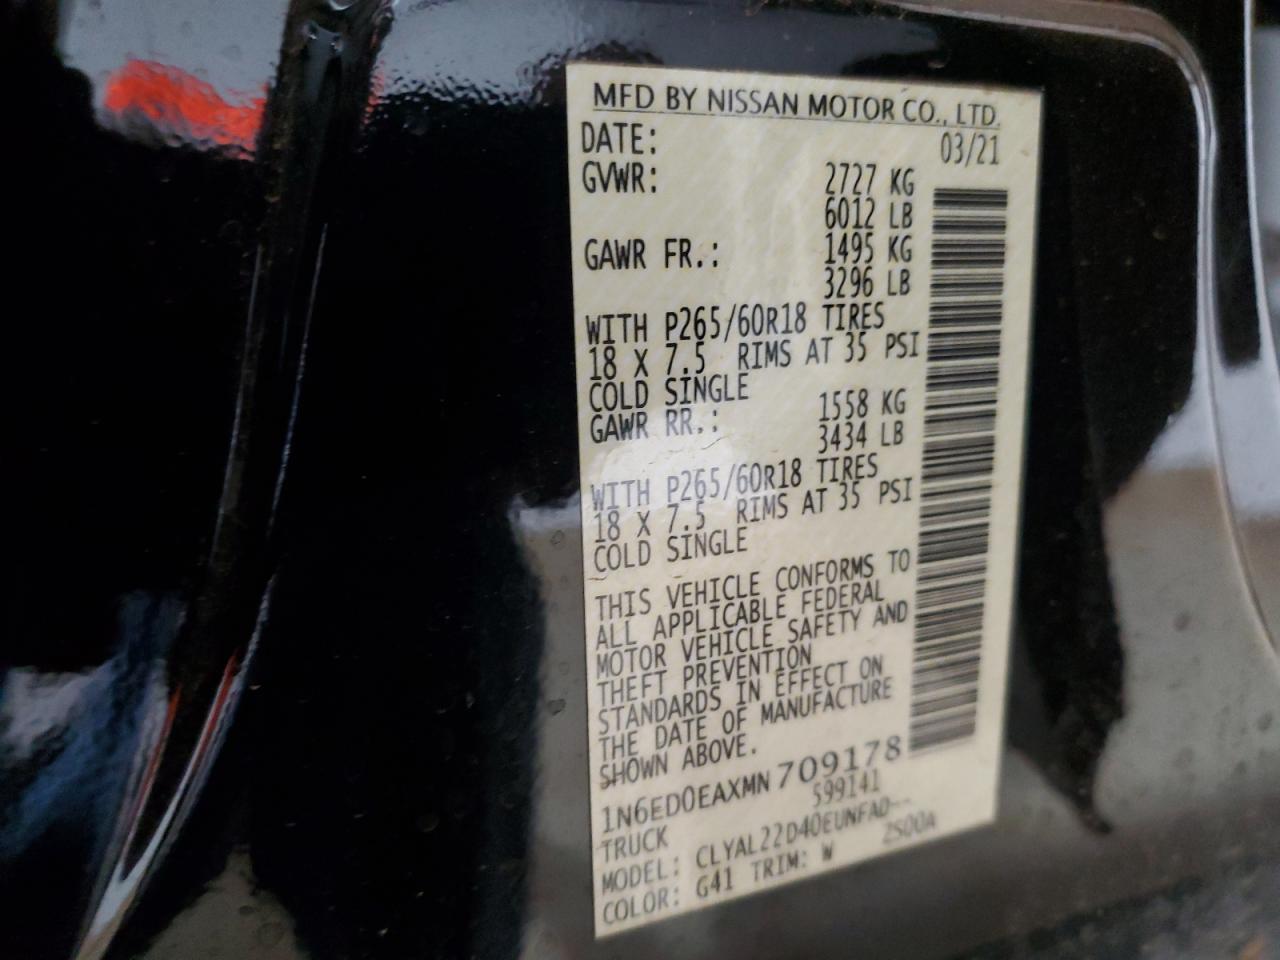 MFD BY NISSAN MOTOR CO., LTD.
DATE: 03/21
GVWR: 2727 KG
6012 LB
GAWR FR.: 1495 KG
3296 LB
WITH P265/60R18 TIRES
18 X 7.5 RIMS AT 35 PSI
COLD SINGLE
GAWR RR.: 1558 KG
3434 LB
WITH P265/60R18 TIRES
18 X 7.5 RIMS AT 35 PSI
COLD SINGLE
THIS VEHICLE CONFORMS TO
ALL APPLICABLE FEDERAL
MOTOR VEHICLE SAFETY AND
THEFT PREVENTION
STANDARDS IN EFFECT ON
THE DATE OF MANUFACTURE
SHOWN ABOVE.
1N6ED0EAXMN709178
TRUCK 599141
MODEL: CLYAL22D40EUNFA0--
COLOR: G41 TRIM: W 2S00A